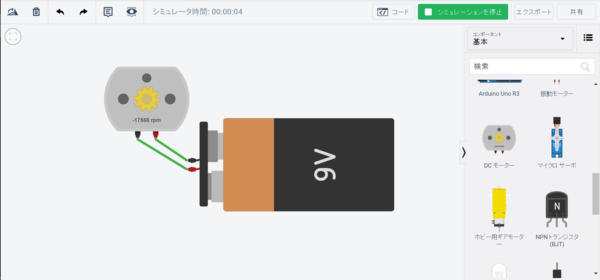 シミュレータ時間: 00:00:04
コード
シミュレーションを停止
エクスポート
共有
コンポーネント
基本
検索
Arduino Uno R3
振動モーター
-17668 rpm
9V
DC モーター
マイクロ サーボ
N
ホビー用ギアモーター
NPNトランジスタ
(BJT)